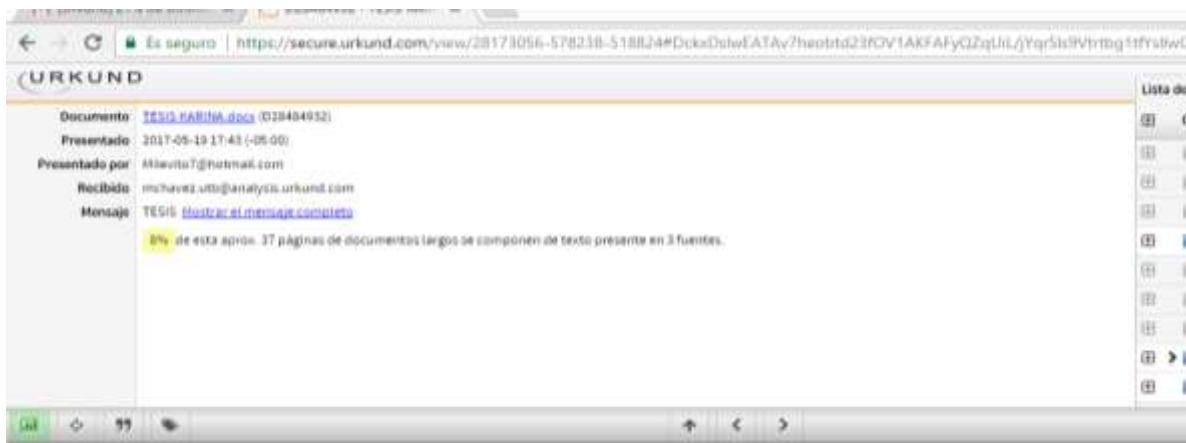 Es seguro | https://secure.urkund.com/view/28173056-578238-518824#
URKUND
Lista de
Documento TESIS KARINA.docx (D28484932)
Presentado 2017-05-19 17:43 (-05:00)
Presentado por
Recibido mchavez.utb@analysis.urkund.com
Mensaje TESIS Mostrar el mensaje completo
8% de esta aprox. 37 páginas de documentos largos se componen de texto presente en 3 fuentes.